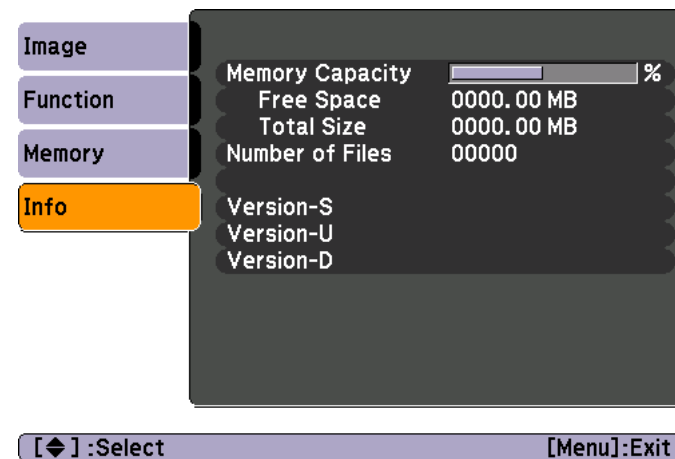 Image
Function
Memory
Info
Memory Capacity %
Free Space 0000.00 MB
Total Size 0000.00 MB
Number of Files 00000
Version-S
Version-U
Version-D
[◆] :Select [Menu]:Exit